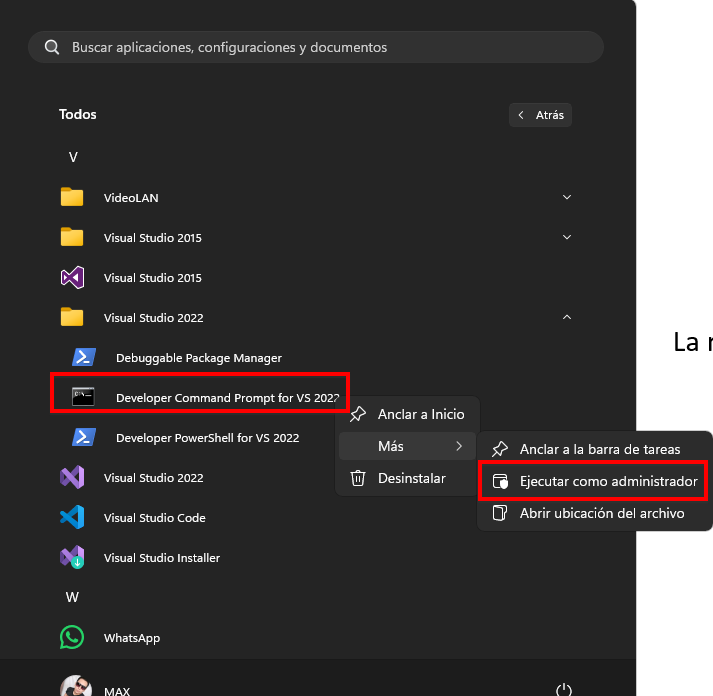 Buscar aplicaciones, configuraciones y documentos
Todos
Atrás
V
VideoLAN
Visual Studio 2015
Visual Studio 2015
Visual Studio 2022
Debuggable Package Manager
Developer Command Prompt for VS 2022
Developer PowerShell for VS 2022
Visual Studio 2022
Visual Studio Code
Visual Studio Installer
W
WhatsApp
MAX
Anclar a Inicio
Más
Desinstalar
Anclar a la barra de tareas
Ejecutar como administrador
Abrir ubicación del archivo
La